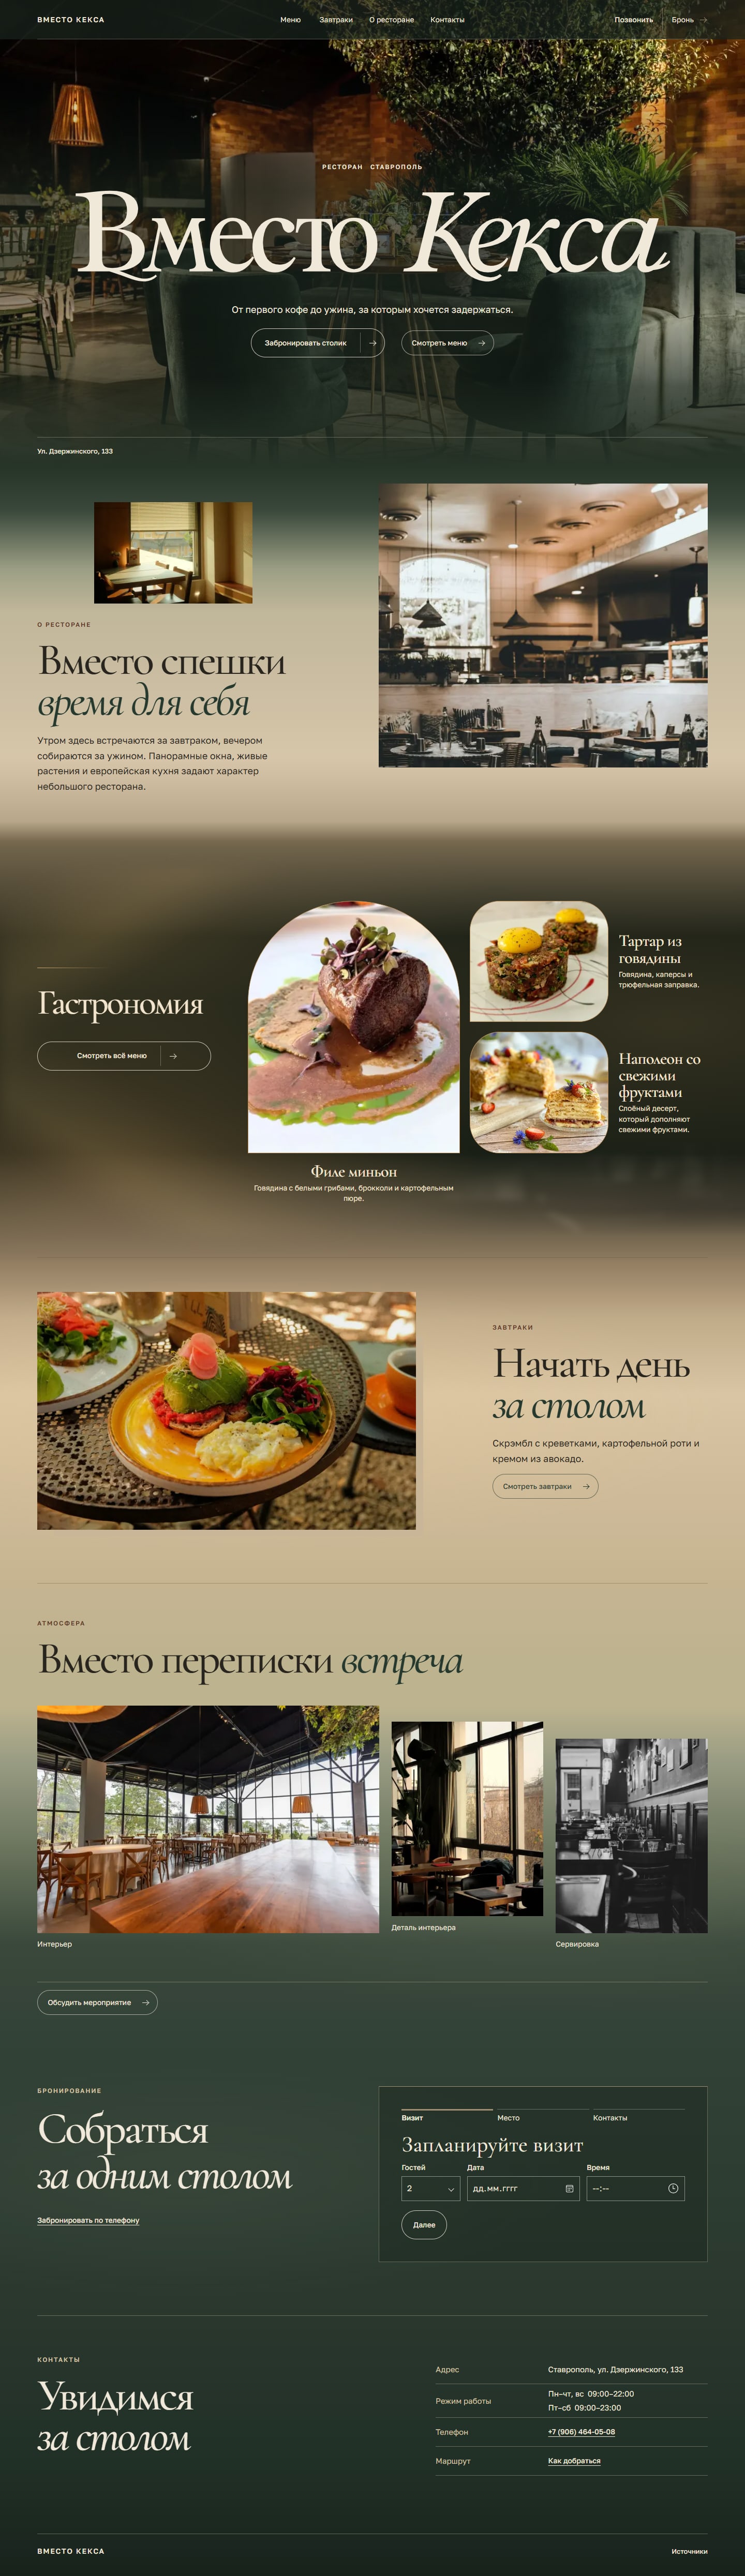 ВМЕСТО КЕКСА
Меню
Завтраки
О ресторане
Контакты
Позвонить
Бронь
РЕСТОРАН СТАВРОПОЛЬ
Вместо Кекса
От первого кофе до ужина, за которым хочется задержаться.
Забронировать столик
Смотреть меню
Ул. Дзержинского, 133
О РЕСТОРАНЕ
Вместо спешки
время для себя
Утром здесь встречаются за завтраком, вечером
собираются за ужином. Панорамные окна, живые
растения и европейская кухня задают характер
небольшого ресторана.
Гастрономия
Смотреть всё меню
Филе миньон
Говядина с белыми грибами, брокколи и картофельным
пюре.
Тартар из
говядины
Говядина, каперсы и
трюфельная заправка.
Наполеон со
свежими
фруктами
Слоёный десерт,
который дополняют
свежими фруктами.
ЗАВТРАКИ
Начать день
за столом
Скрэмбл с креветками, картофельной роти и
кремом из авокадо.
Смотреть завтраки
АТМОСФЕРА
Вместо переписки встреча
Интерьер
Деталь интерьера
Сервировка
Обсудить мероприятие
БРОНИРОВАНИЕ
Собраться
за одним столом
Забронировать по телефону
Визит
Место
Контакты
Запланируйте визит
Гостей
Дата
Время
2
дд.мм.гггг
--:--
Далее
КОНТАКТЫ
Увидимся
за столом
Адрес
Ставрополь, ул. Дзержинского, 133
Режим работы
Пн–чт, вс 09:00–22:00
Пт–сб 09:00–23:00
Телефон
+7 (906) 464-05-08
Маршрут
Как добраться
ВМЕСТО КЕКСА
Источники